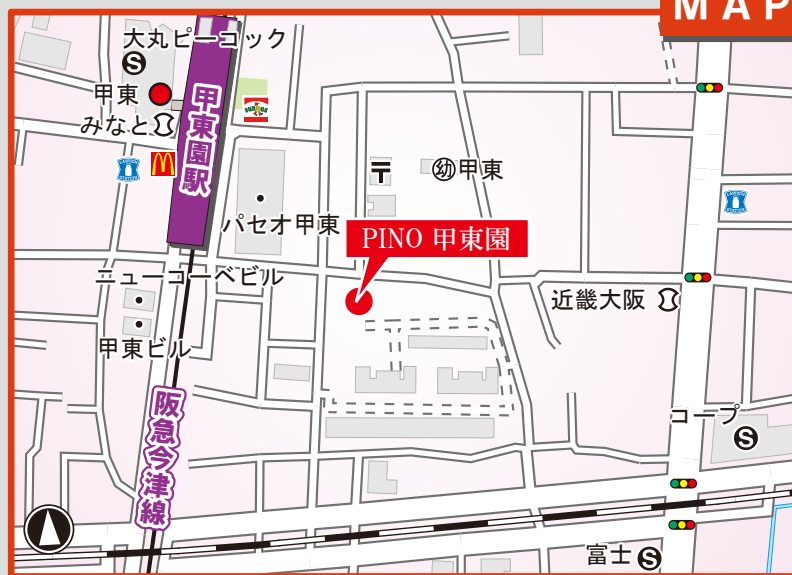 MAP
大丸ピーコック
S
甲東
みなと
甲東園駅
M
〒
幼甲東
パセオ甲東
PINO 甲東園
ニューコーベビル
近畿大阪
甲東ビル
阪急今津線
コープ
S
富士
S